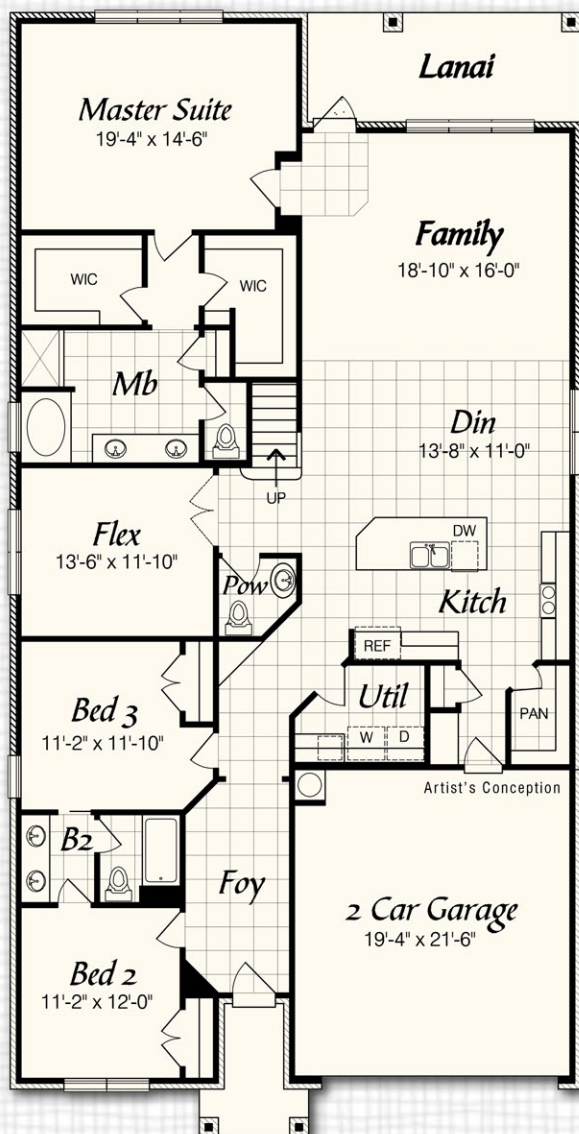 Lanai
Master Suite
19'-4" x 14'-6"
Family
18'-10" x 16'-0"
WIC
WIC
Mb
Din
13'-8" x 11'-0"
UP
Flex
13'-6" x 11'-10"
DW
Pow
Kitch
REF
Util
Bed 3
11'-2" x 11'-10"
PAN
W
D
Artist's Conception
B2
Foy
2 Car Garage
19'-4" x 21'-6"
Bed 2
11'-2" x 12'-0"